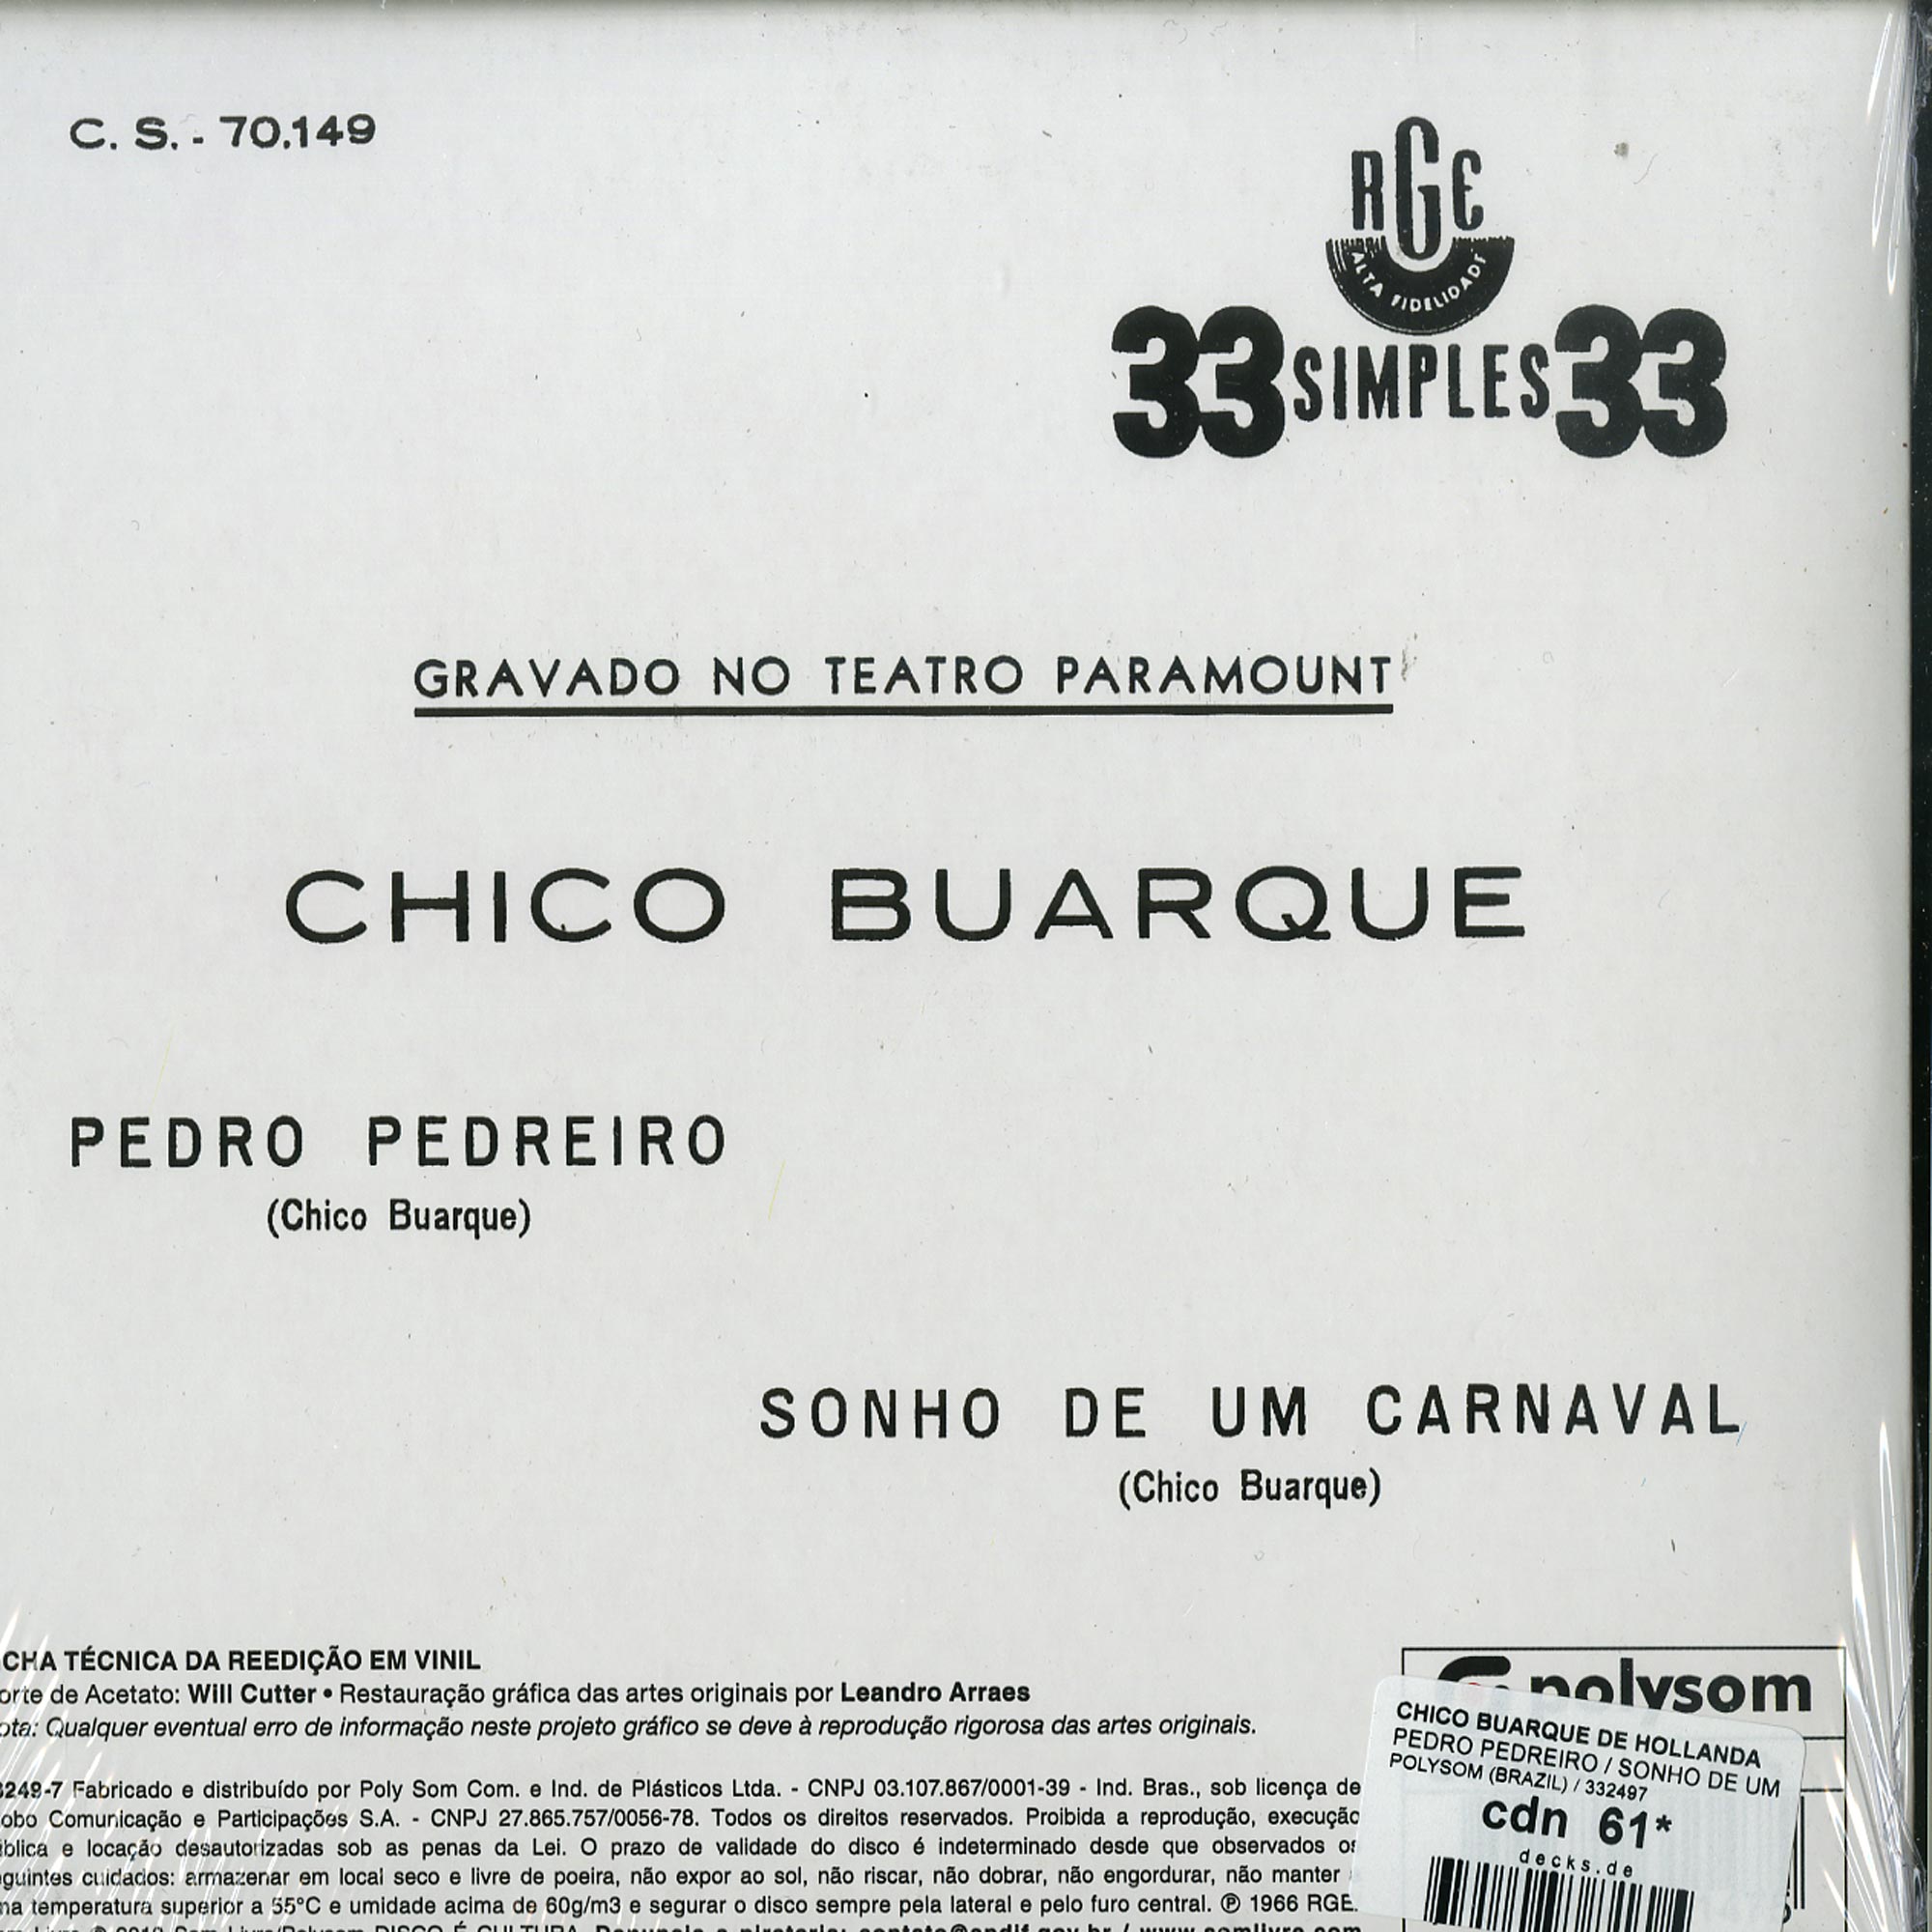 C. S. - 70.149
RGE
ALTA FIDELIDADE
33 SIMPLES 33
GRAVADO NO TEATRO PARAMOUNT
CHICO BUARQUE
PEDRO PEDREIRO
(Chico Buarque)
SONHO DE UM CARNAVAL
(Chico Buarque)
CHA TÉCNICA DA REEDIÇÃO EM VINIL
orte de Acetato: Will Cutter • Restauração gráfica das artes originais por Leandro Arraes
ota: Qualquer eventual erro de informação neste projeto gráfico se deve à reprodução rigorosa das artes originais.
3249-7 Fabricado e distribuído por Poly Som Com. e Ind. de Plásticos Ltda. - CNPJ 03.107.867/0001-39 - Ind. Bras., sob licença de
obo Comunicação e Participações S.A. - CNPJ 27.865.757/0056-78. Todos os direitos reservados. Proibida a reprodução, execução
blica e locação desautorizadas sob as penas da Lei. O prazo de validade do disco é indeterminado desde que observados os
guintes cuidados: armazenar em local seco e livre de poeira, não expor ao sol, não riscar, não dobrar, não engordurar, não manter
ma temperatura superior a 55°C e umidade acima de 60g/m3 e segurar o disco sempre pela lateral e pelo furo central. ℗ 1966 RGE.
DISCO É CULTURA.
polysom
CHICO BUARQUE DE HOLLANDA
PEDRO PEDREIRO / SONHO DE UM
POLYSOM (BRAZIL) / 332497
cdn 61*
decks.de